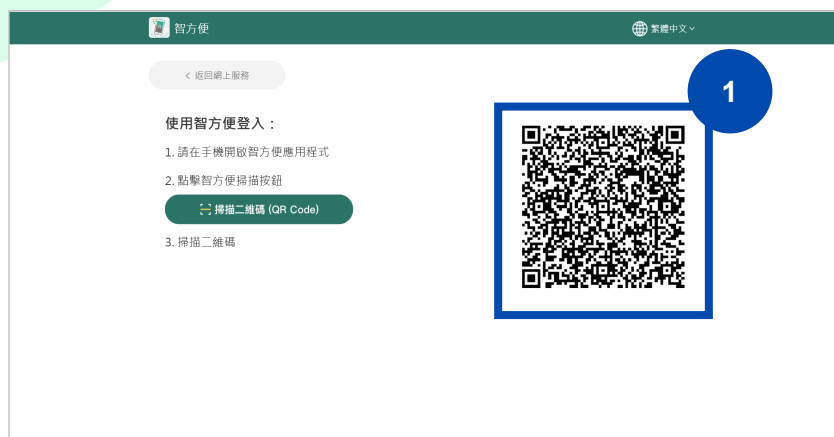 智方便
繁體中文
< 返回網上服務
1
使用智方便登入：
1. 請在手機開啟智方便應用程式
2. 點擊智方便掃描按鈕
掃描二維碼 (QR Code)
3. 掃描二維碼